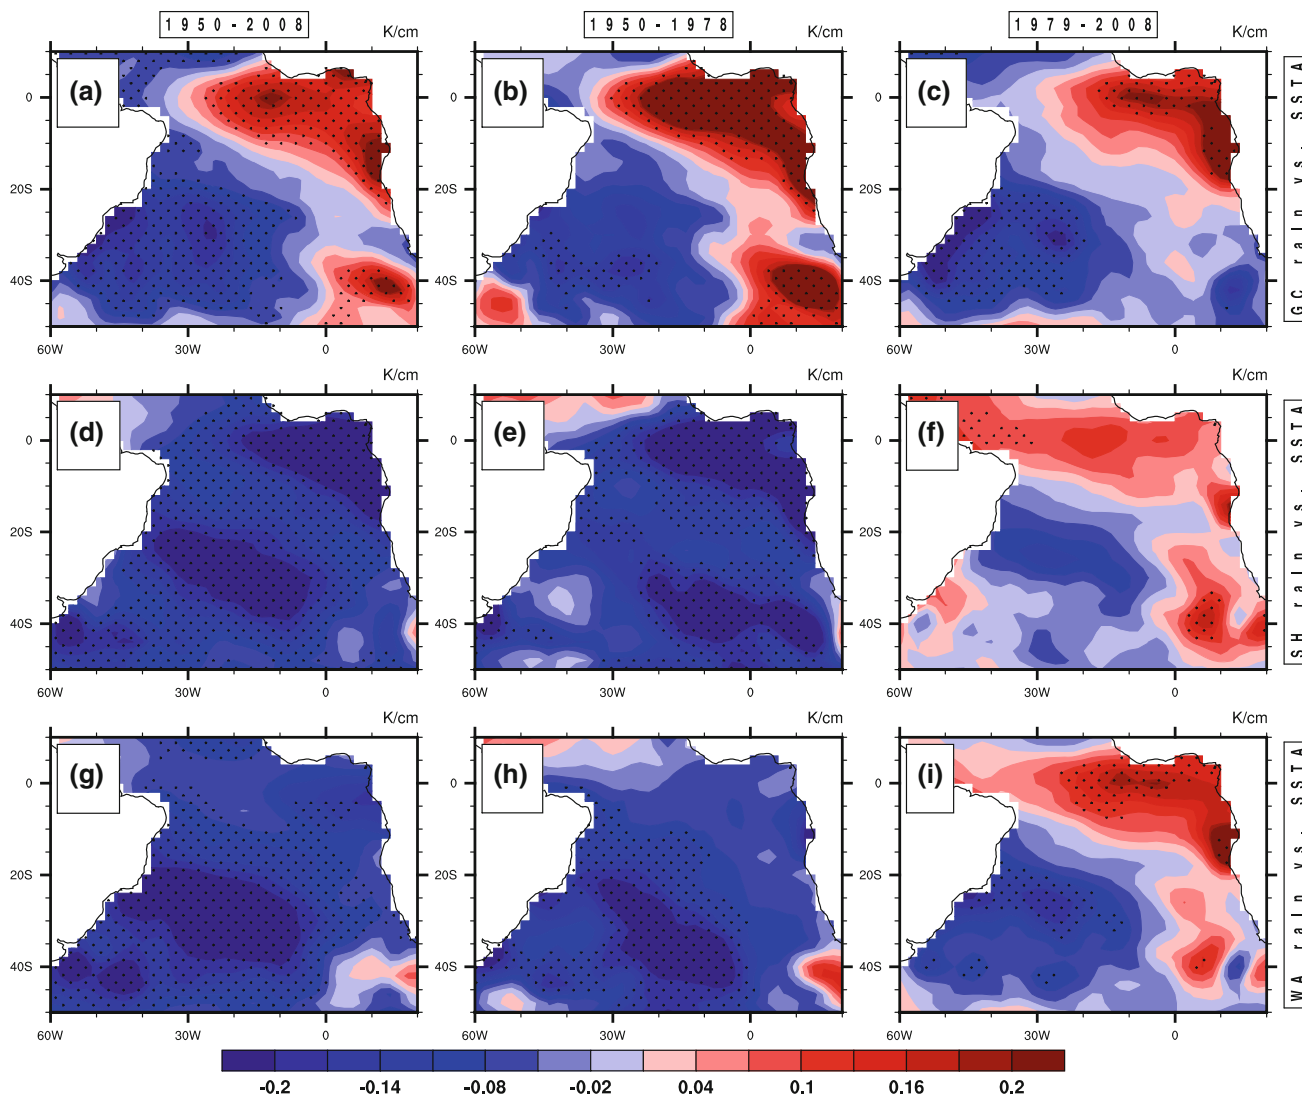 1950-2008
1950-1978
1979-2008
K/cm
K/cm
K/cm
(a)
(b)
(c)
0
20S
40S
0
20S
40S
0
20S
40S
60W 30W 0
60W 30W 0
60W 30W 0
GC rain vs. SSTA
K/cm
K/cm
K/cm
(d)
(e)
(f)
0
20S
40S
0
20S
40S
0
20S
40S
60W 30W 0
60W 30W 0
60W 30W 0
SH rain vs. SSTA
K/cm
K/cm
K/cm
(g)
(h)
(i)
0
20S
40S
0
20S
40S
0
20S
40S
60W 30W 0
60W 30W 0
60W 30W 0
WA rain vs. SSTA
-0.2 -0.14 -0.08 -0.02 0.04 0.1 0.16 0.2